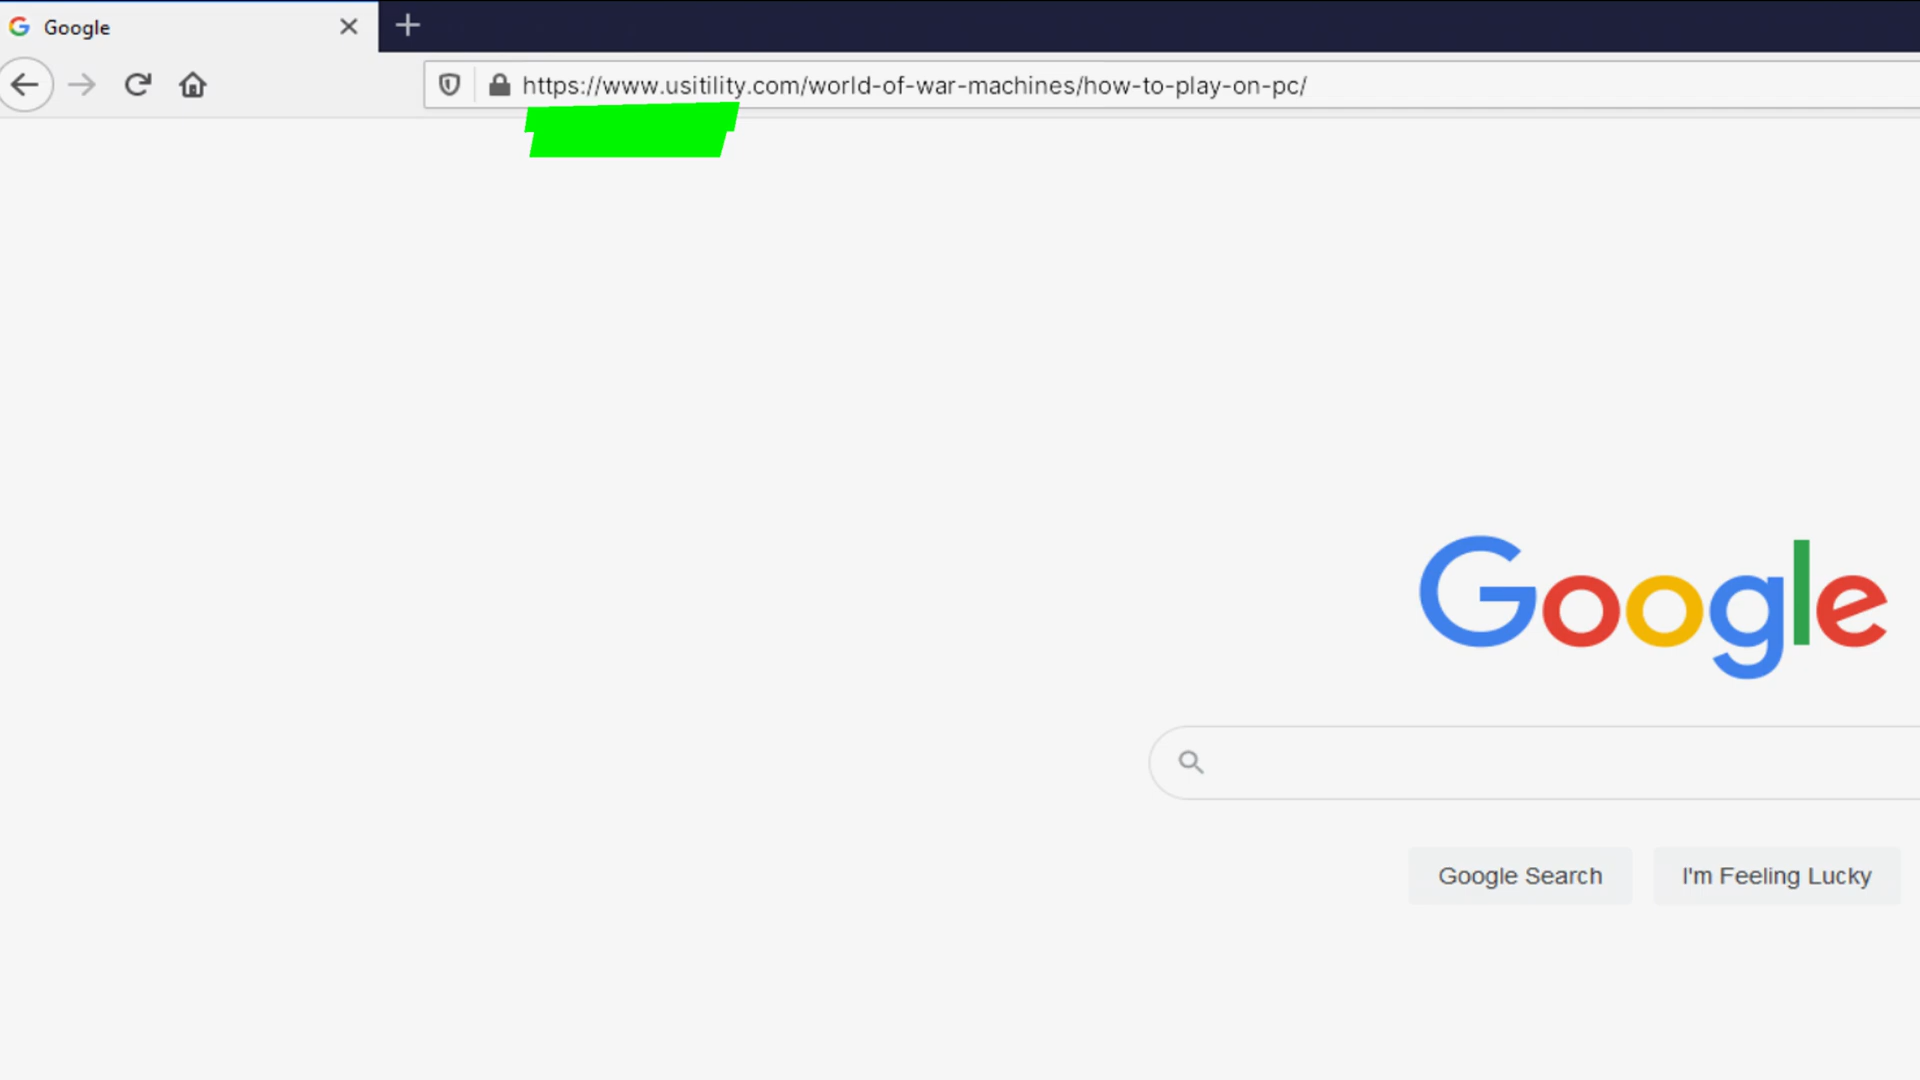 Google
https://www.usitility.com/world-of-war-machines/how-to-play-on-pc/
Google
Google Search
I'm Feeling Lucky